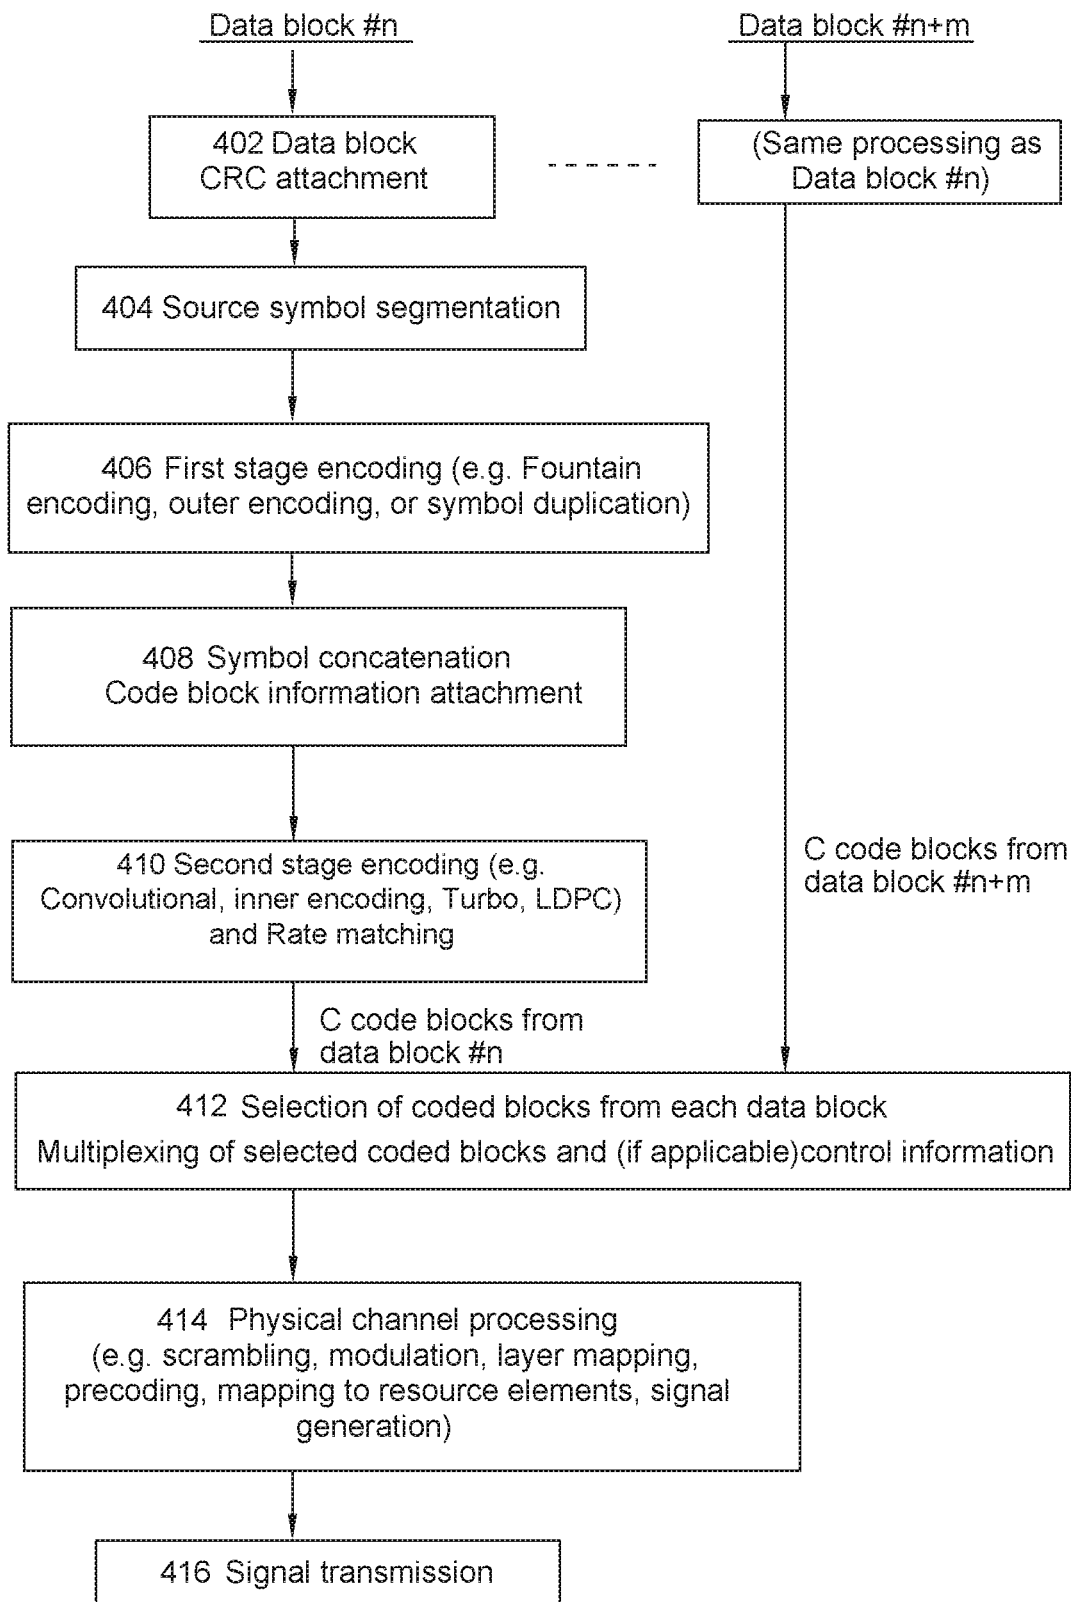 Data block #n
Data block #n+m
402 Data block
CRC attachment
(Same processing as
Data block #n)
404 Source symbol segmentation
406 First stage encoding (e.g. Fountain
encoding, outer encoding, or symbol duplication)
408 Symbol concatenation
Code block information attachment
410 Second stage encoding (e.g.
Convolutional, inner encoding, Turbo, LDPC)
and Rate matching
C code blocks from
data block #n+m
C code blocks from
data block #n
412 Selection of coded blocks from each data block
Multiplexing of selected coded blocks and (if applicable)control information
414 Physical channel processing
(e.g. scrambling, modulation, layer mapping,
precoding, mapping to resource elements, signal
generation)
416 Signal transmission